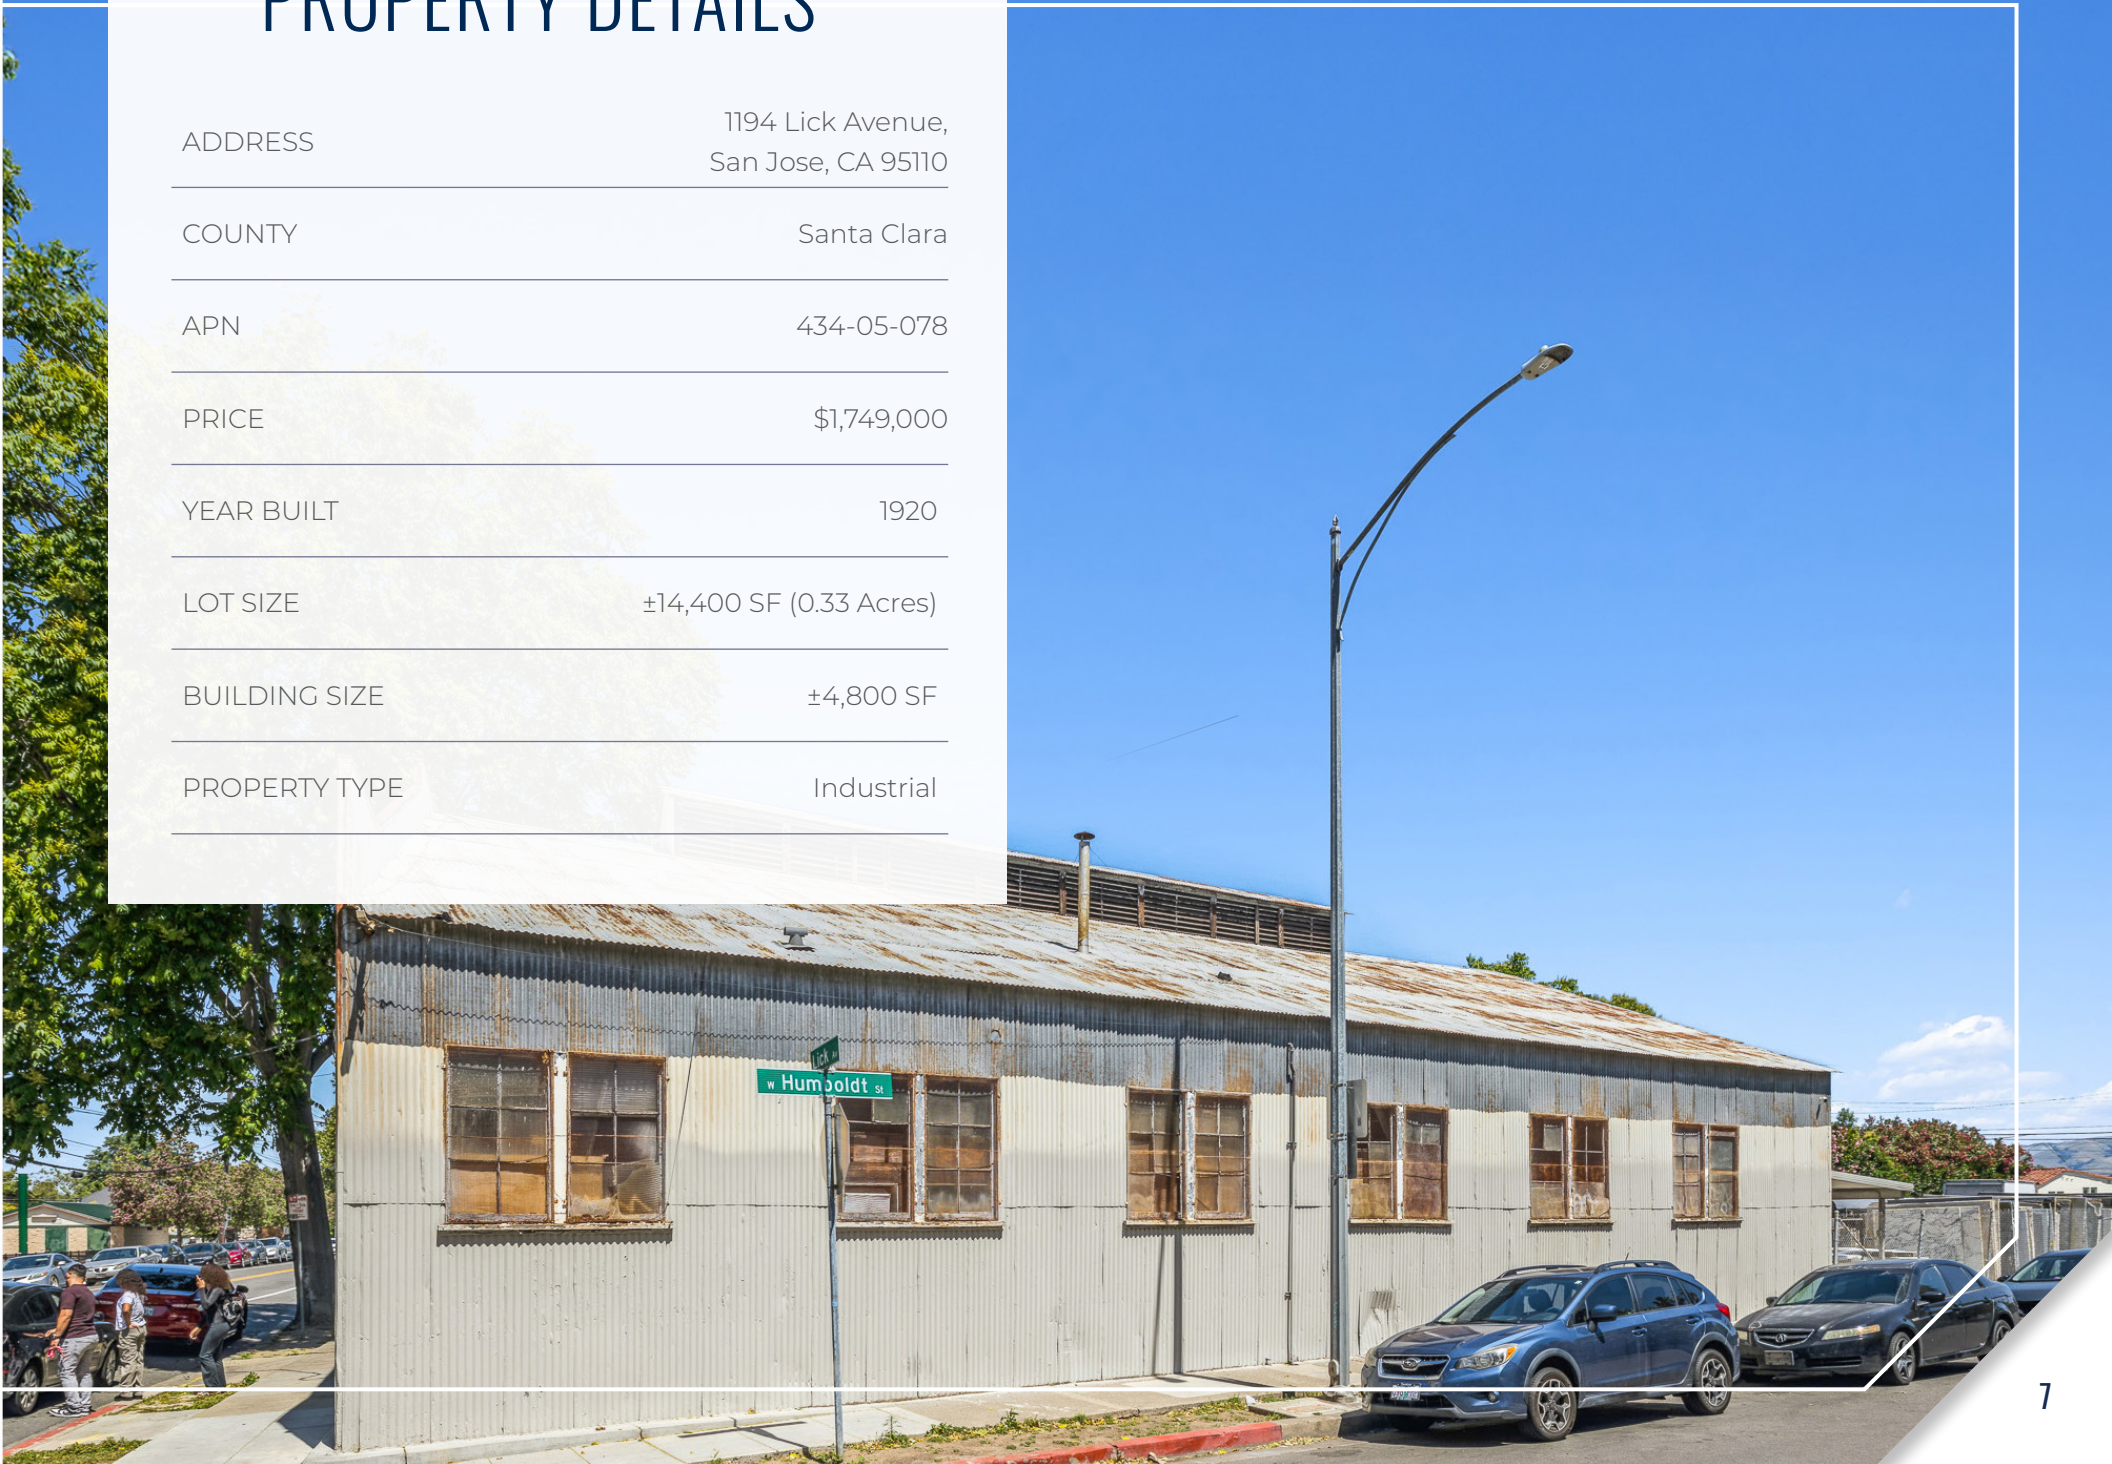 PROPERTY DETAILS
ADDRESS
1194 Lick Avenue,
San Jose, CA 95110
COUNTY Santa Clara
APN 434-05-078
PRICE $1,749,000
YEAR BUILT 1920
LOT SIZE ±14,400 SF (0.33 Acres)
BUILDING SIZE ±4,800 SF
PROPERTY TYPE Industrial
Lick Av
W Humboldt St
7